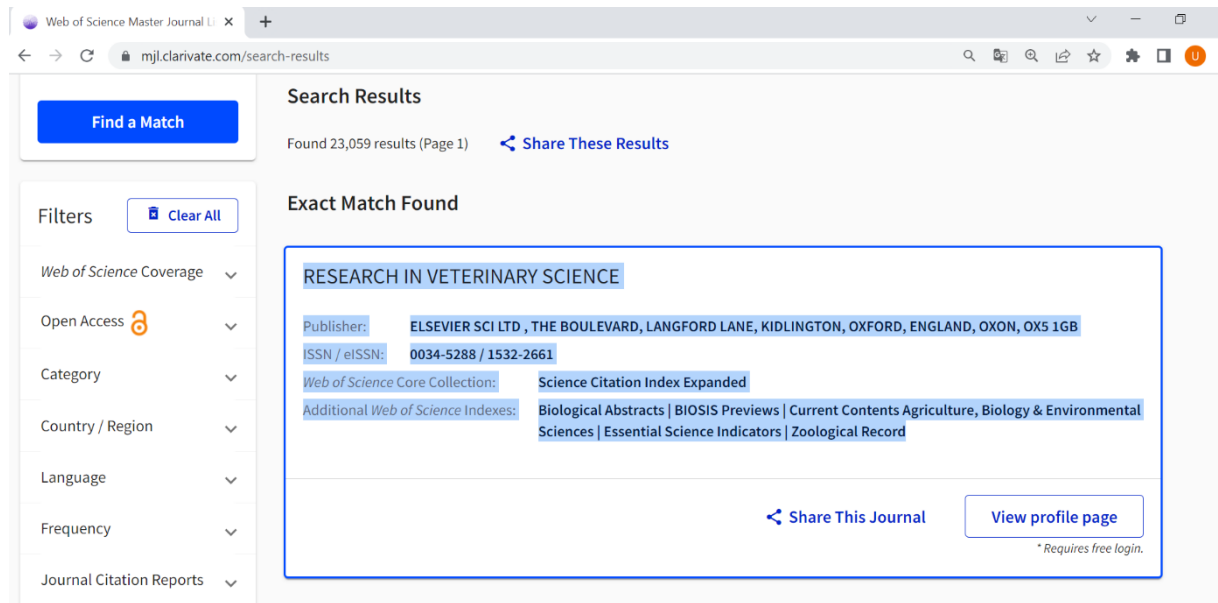 Web of Science Master Journal Li
mjl.clarivate.com/search-results
U
Find a Match
Search Results
Found 23,059 results (Page 1)
Share These Results
Filters
Clear All
Web of Science Coverage
Open Access
Category
Country / Region
Language
Frequency
Journal Citation Reports
Exact Match Found
RESEARCH IN VETERINARY SCIENCE
Publisher: ELSEVIER SCI LTD , THE BOULEVARD, LANGFORD LANE, KIDLINGTON, OXFORD, ENGLAND, OXON, OX5 1GB
ISSN / eISSN: 0034-5288 / 1532-2661
Web of Science Core Collection: Science Citation Index Expanded
Additional Web of Science Indexes: Biological Abstracts | BIOSIS Previews | Current Contents Agriculture, Biology & Environmental
Sciences | Essential Science Indicators | Zoological Record
Share This Journal
View profile page
* Requires free login.